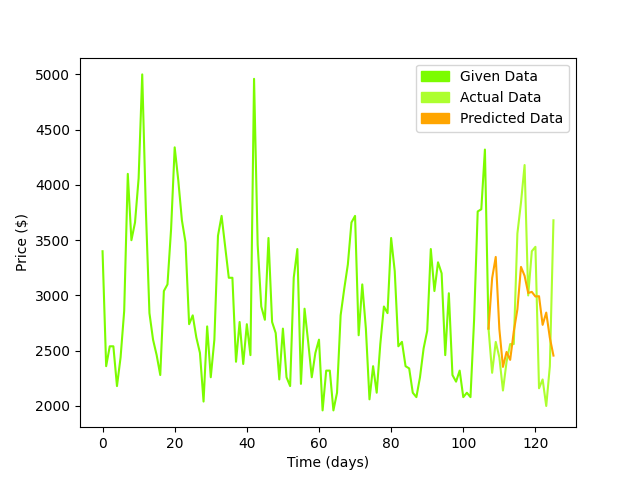 Given Data
Actual Data
Predicted Data
5000
4500
4000
3500
3000
2500
2000
Price ($)
0 20 40 60 80 100 120
Time (days)